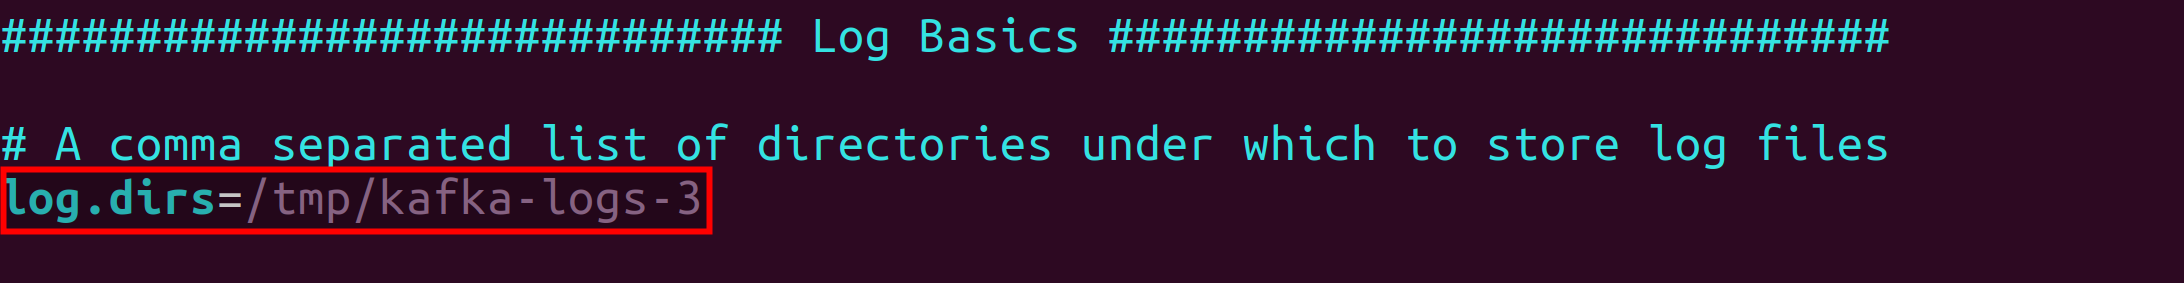 ############################# Log Basics #############################
# A comma separated list of directories under which to store log files
log.dirs=/tmp/kafka-logs-3